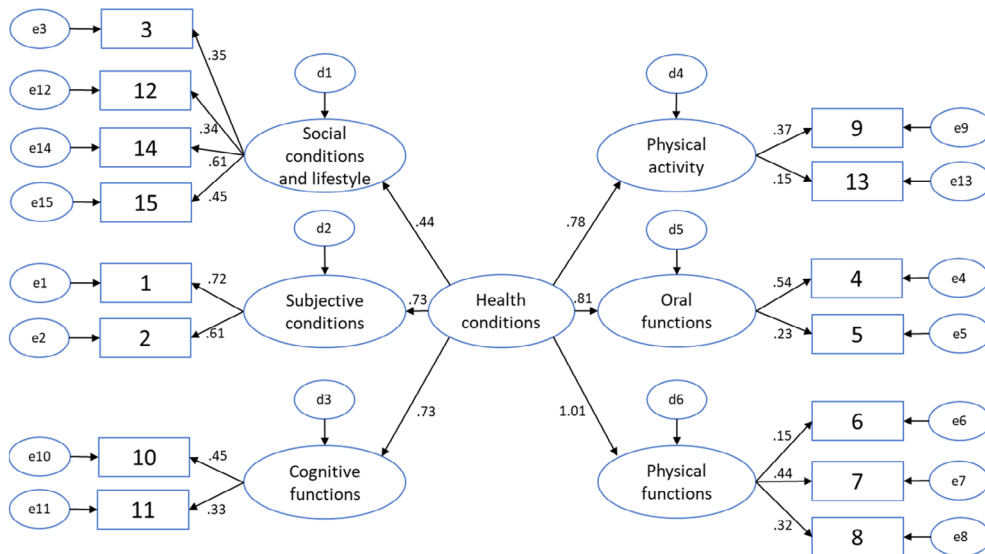 e3
3
.35
e12
12
.34
e14
14
.61
e15
15
.45
d1
Social
conditions
and lifestyle
.44
d4
Physical
activity
.78
.37
9
e9
.15
13
e13
e1
1
.72
e2
2
.61
d2
Subjective
conditions
.73
Health
conditions
.81
d5
Oral
functions
.54
4
e4
.23
5
e5
e10
10
.45
e11
11
.33
d3
Cognitive
functions
.73
1.01
d6
Physical
functions
.15
6
e6
.44
7
e7
.32
8
e8